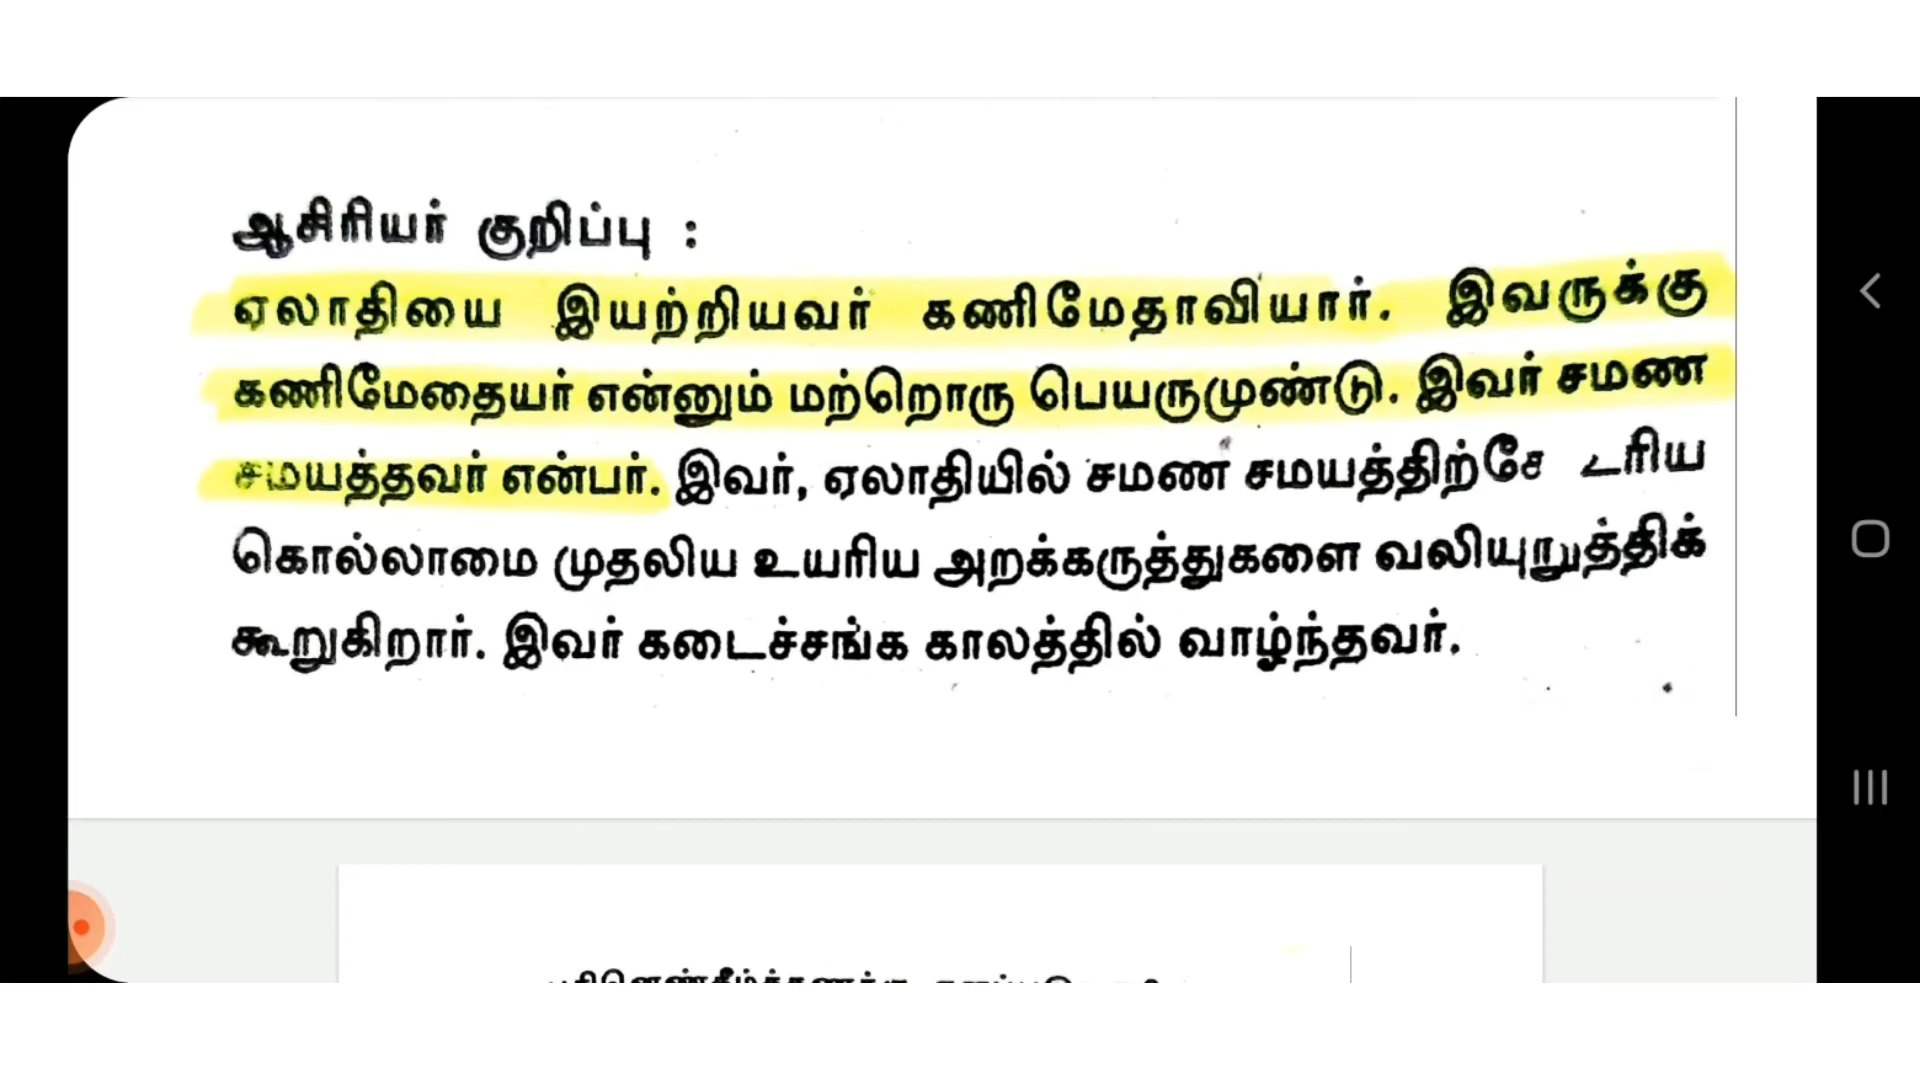 ஆசிரியர் குறிப்பு :
ஏலாதியை இயற்றியவர் கணிமேதாவியார். இவருக்கு
கணிமேதையர் என்னும் மற்றொரு பெயருமுண்டு. இவர் சமண
சமயத்தவர் என்பர். இவர், ஏலாதியில் சமண சமயத்திற்கே உரிய
கொல்லாமை முதலிய உயரிய அறக்கருத்துகளை வலியுறுத்திக்
கூறுகிறார். இவர் கடைச்சங்க காலத்தில் வாழ்ந்தவர்.